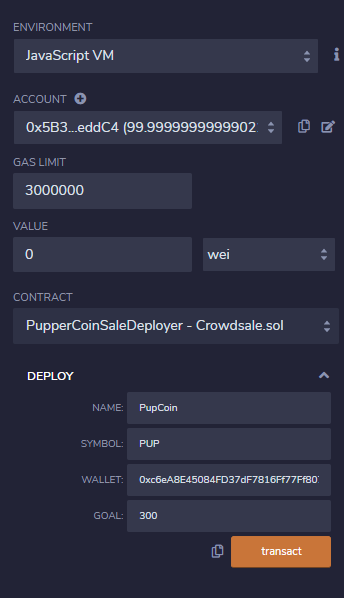 ENVIRONMENT
JavaScript VM
ACCOUNT
0x5B3...eddC4 (99.9999999999902
GAS LIMIT
3000000
VALUE
0 wei
CONTRACT
PupperCoinSaleDeployer - Crowdsale.sol
DEPLOY
NAME: PupCoin
SYMBOL: PUP
WALLET: 0xc6eA8E45084FD37dF7816Ff77Ff80
GOAL: 300
transact